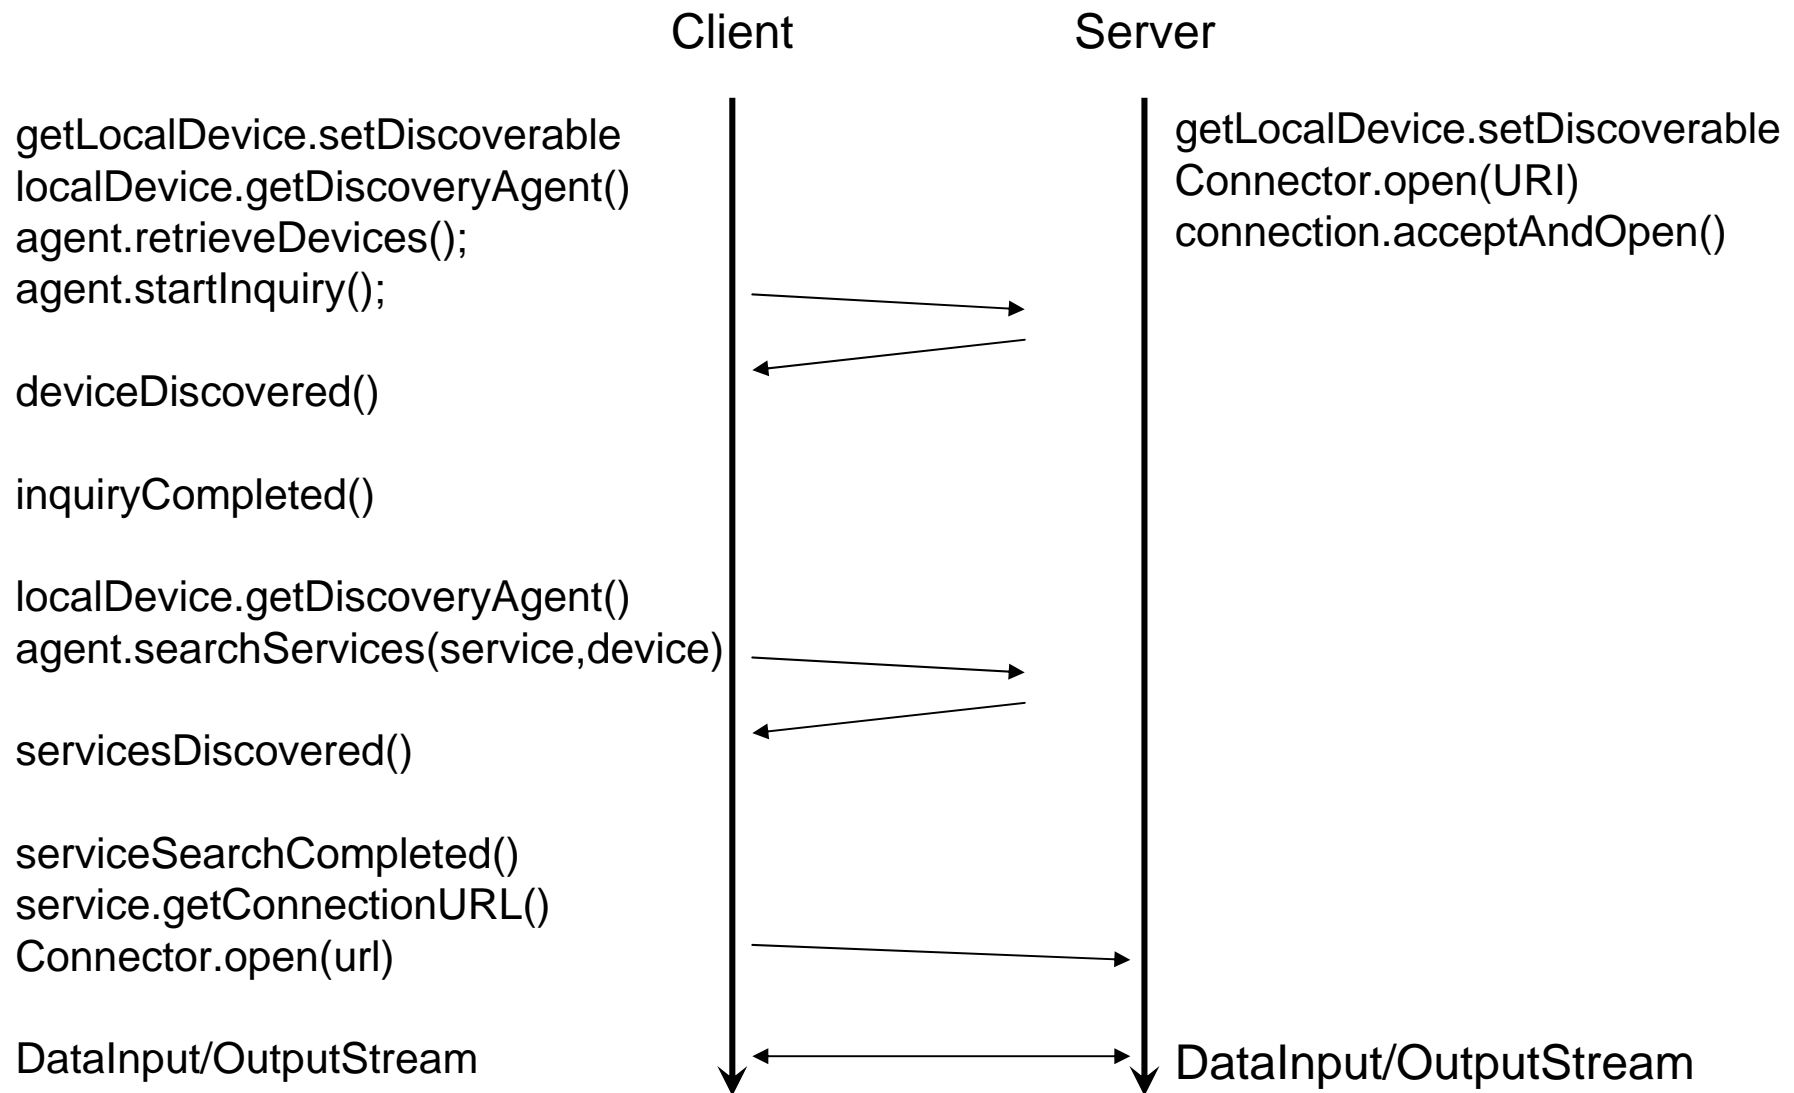 Client
Server
getLocalDevice.setDiscoverable
localDevice.getDiscoveryAgent()
agent.retrieveDevices();
agent.startInquiry();
deviceDiscovered()
inquiryCompleted()
localDevice.getDiscoveryAgent()
agent.searchServices(service,device)
servicesDiscovered()
serviceSearchCompleted()
service.getConnectionURL()
Connector.open(url)
DataInput/OutputStream
getLocalDevice.setDiscoverable
Connector.open(URI)
connection.acceptAndOpen()
DataInput/OutputStream